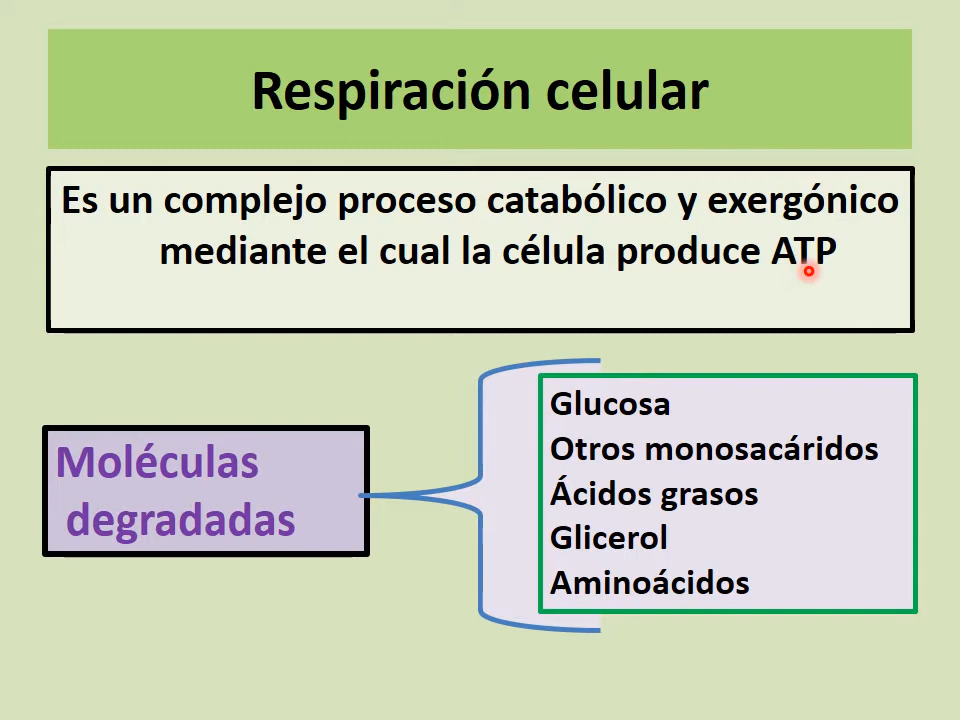 Respiración celular
Es un complejo proceso catabólico y exergónico
mediante el cual la célula produce ATP
Moléculas
degradadas
Glucosa
Otros monosacáridos
Ácidos grasos
Glicerol
Aminoácidos